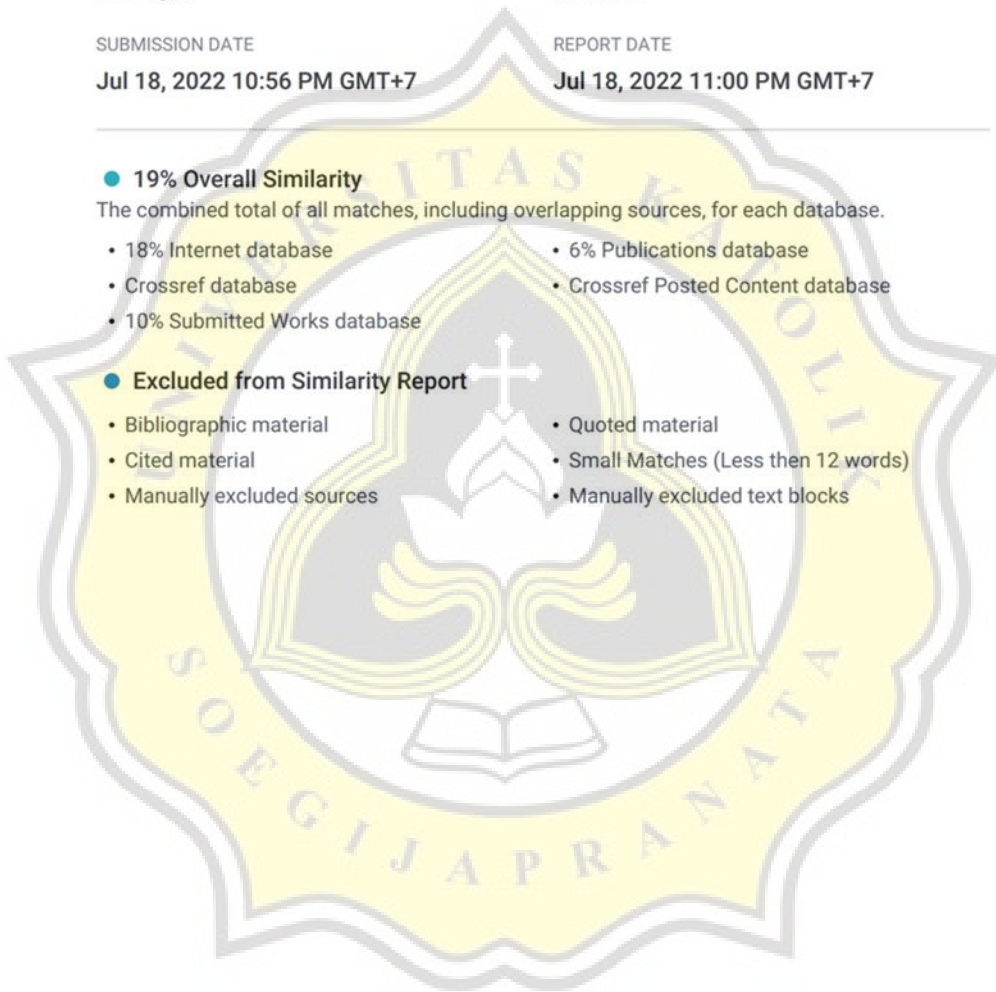 SUBMISSION DATE
REPORT DATE
Jul 18, 2022 10:56 PM GMT+7
Jul 18, 2022 11:00 PM GMT+7
19% Overall Similarity
The combined total of all matches, including overlapping sources, for each database.
• 18% Internet database
• 6% Publications database
• Crossref database
• Crossref Posted Content database
• 10% Submitted Works database
Excluded from Similarity Report
• Bibliographic material
• Quoted material
• Cited material
• Small Matches (Less then 12 words)
• Manually excluded sources
• Manually excluded text blocks
UNIVERSITAS KATOLIK
SOEGIJAPRANATA